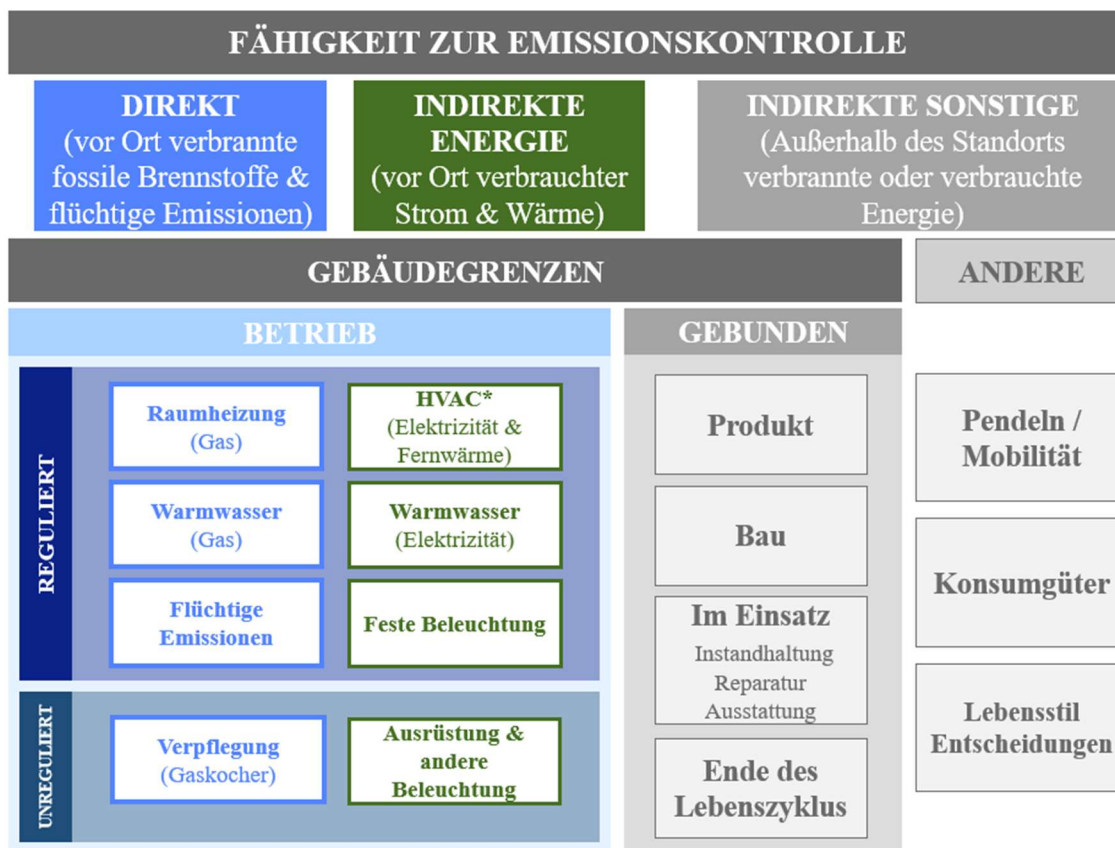 FÄHIGKEIT ZUR EMISSIONSKONTROLLE
DIREKT
(vor Ort verbrannte
fossile Brennstoffe &
flüchtige Emissionen)
INDIREKTE
ENERGIE
(vor Ort verbrauchter
Strom & Wärme)
INDIREKTE SONSTIGE
(Außerhalb des Standorts
verbrannte oder verbrauchte
Energie)
GEBÄUDEGRENZEN
ANDERE
BETRIEB
GEBUNDEN
REGULIERT
Raumheizung
(Gas)
HVAC*
(Elektrizität &
Fernwärme)
Warmwasser
(Gas)
Warmwasser
(Elektrizität)
Flüchtige
Emissionen
Feste Beleuchtung
UNREGULIERT
Verpflegung
(Gaskocher)
Ausrüstung &
andere
Beleuchtung
Produkt
Bau
Im Einsatz
Instandhaltung
Reparatur
Ausstattung
Ende des
Lebenszyklus
Pendeln /
Mobilität
Konsumgüter
Lebensstil
Entscheidungen